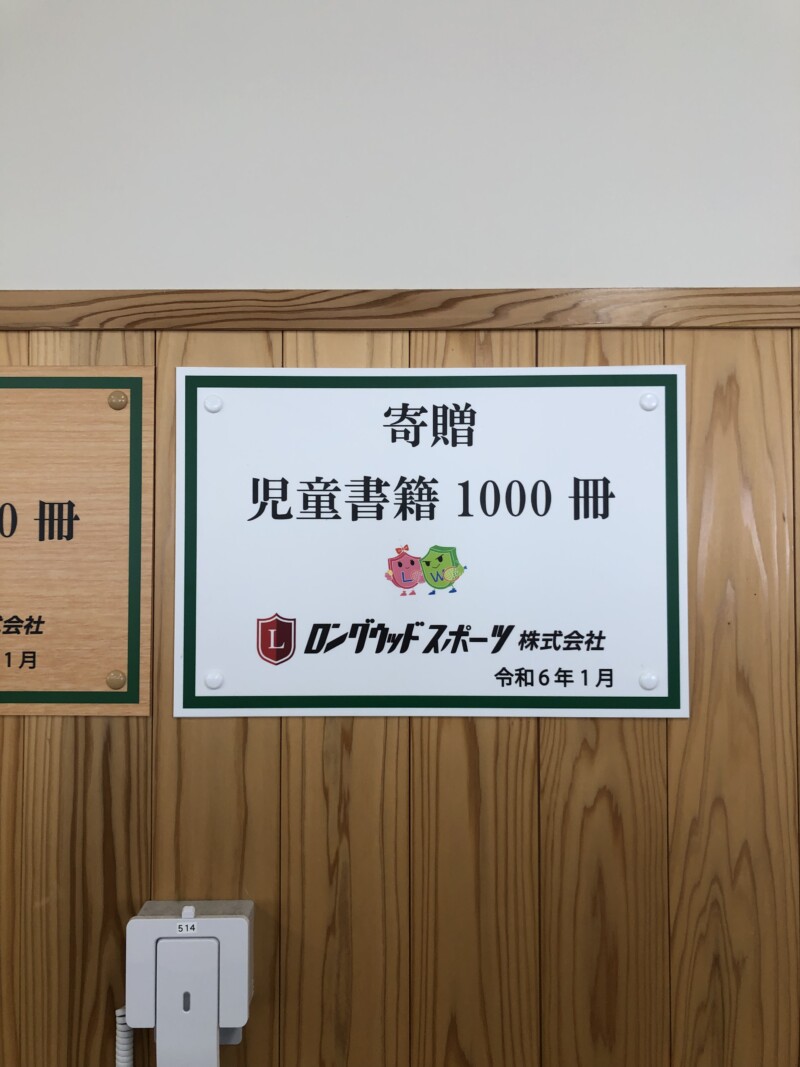 寄贈
児童書籍 1000 冊
L W
L ロングウッドスポーツ 株式会社
令和6年1月
0 冊
会社
1月
514